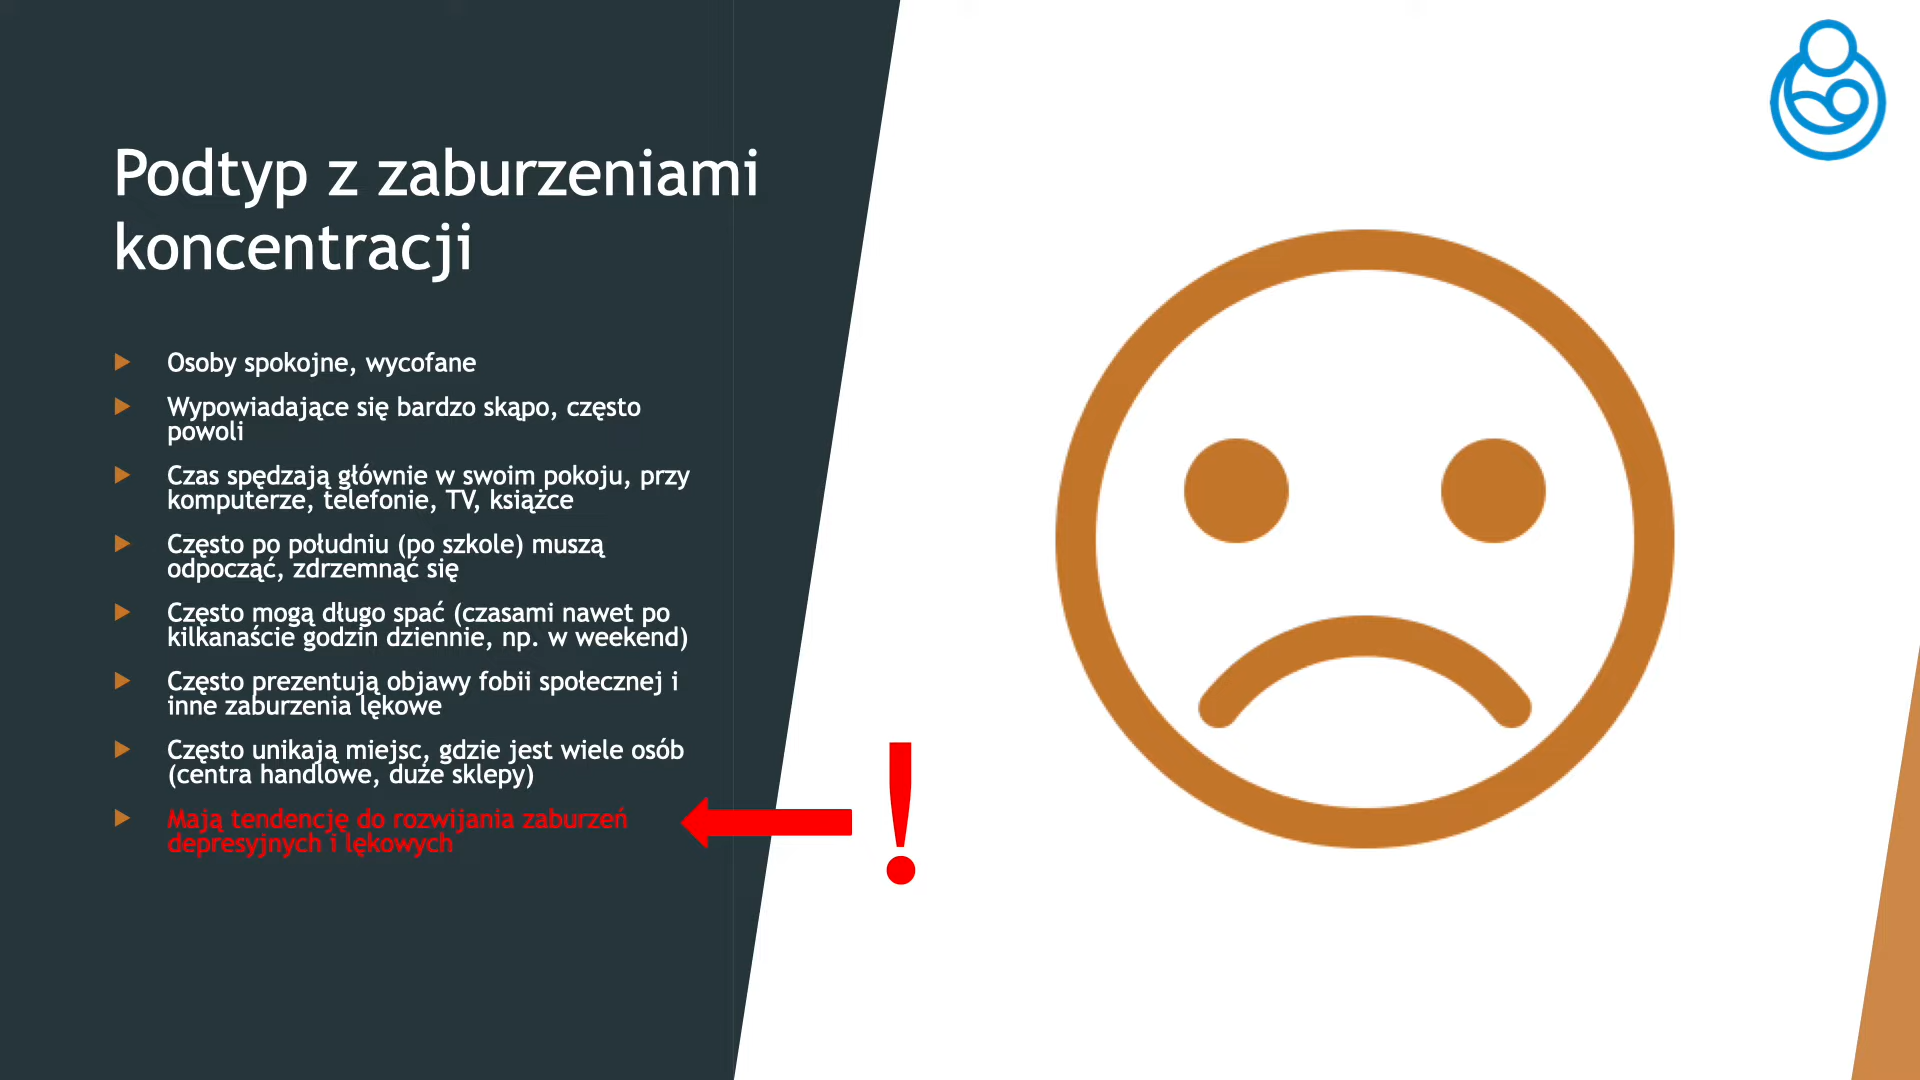 Podtyp z zaburzeniami
koncentracji
Osoby spokojne, wycofane
Wypowiadające się bardzo skąpo, często
powoli
Czas spędzają głównie w swoim pokoju, przy
komputerze, telefonie, TV, książce
Często po południu (po szkole) muszą
odpocząć, zdrzemnąć się
Często mogą długo spać (czasami nawet po
kilkanaście godzin dziennie, np. w weekend)
Często prezentują objawy fobii społecznej i
inne zaburzenia lękowe
Często unikają miejsc, gdzie jest wiele osób
(centra handlowe, duże sklepy)
Mają tendencję do rozwijania zaburzeń
depresyjnych i lękowych
!